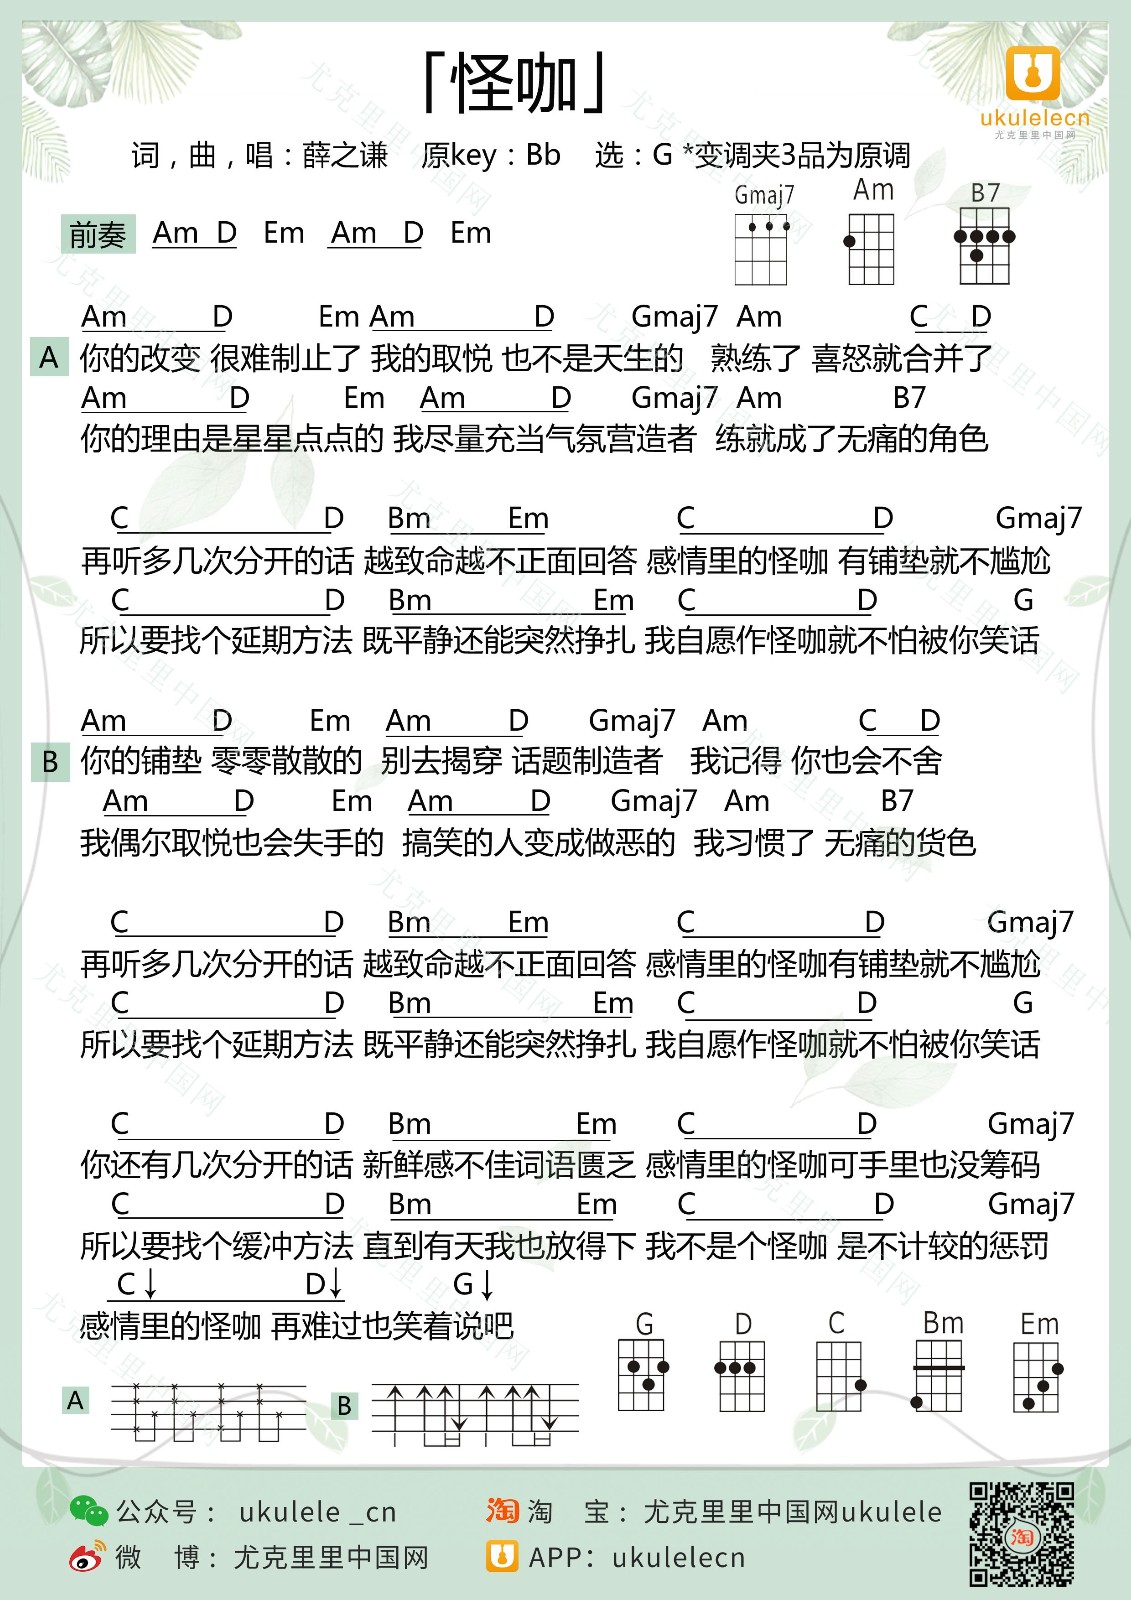 「怪咖」
ukulelecn
尤克里里中国网
词，曲，唱：薛之谦 原key：Bb 选：G *变调夹3品为原调
Gmaj7 Am B7
前奏 Am D Em Am D Em
Am D Em Am D Gmaj7 Am C D
A 你的改变 很难制止了 我的取悦 也不是天生的 熟练了 喜怒就合并了
Am D Em Am D Gmaj7 Am B7
你的理由是星星点点的 我尽量充当气氛营造者 练就成了无痛的角色
C D Bm Em C D Gmaj7
再听多几次分开的话 越致命越不正面回答 感情里的怪咖 有铺垫就不尴尬
C D Bm Em C D G
所以要找个延期方法 既平静还能突然挣扎 我自愿作怪咖就不怕被你笑话
Am D Em Am D Gmaj7 Am C D
B 你的铺垫 零零散散的 别去揭穿 话题制造者 我记得 你也会不舍
Am D Em Am D Gmaj7 Am B7
我偶尔取悦也会失手的 搞笑的人变成做恶的 我习惯了 无痛的货色
C D Bm Em C D Gmaj7
再听多几次分开的话 越致命越不正面回答 感情里的怪咖有铺垫就不尴尬
C D Bm Em C D G
所以要找个延期方法 既平静还能突然挣扎 我自愿作怪咖就不怕被你笑话
C D Bm Em C D Gmaj7
你还有几次分开的话 新鲜感不佳词语匮乏 感情里的怪咖可手里也没筹码
C D Bm Em C D Gmaj7
所以要找个缓冲方法 直到有天我也放得下 我不是个怪咖 是不计较的惩罚
C↓ D↓ G↓
感情里的怪咖 再难过也笑着说吧
G D C Bm Em
A B
公众号： ukulele _cn 淘 淘 宝：尤克里里中国网ukulele
微 博：尤克里里中国网 APP：ukulelecn
淘